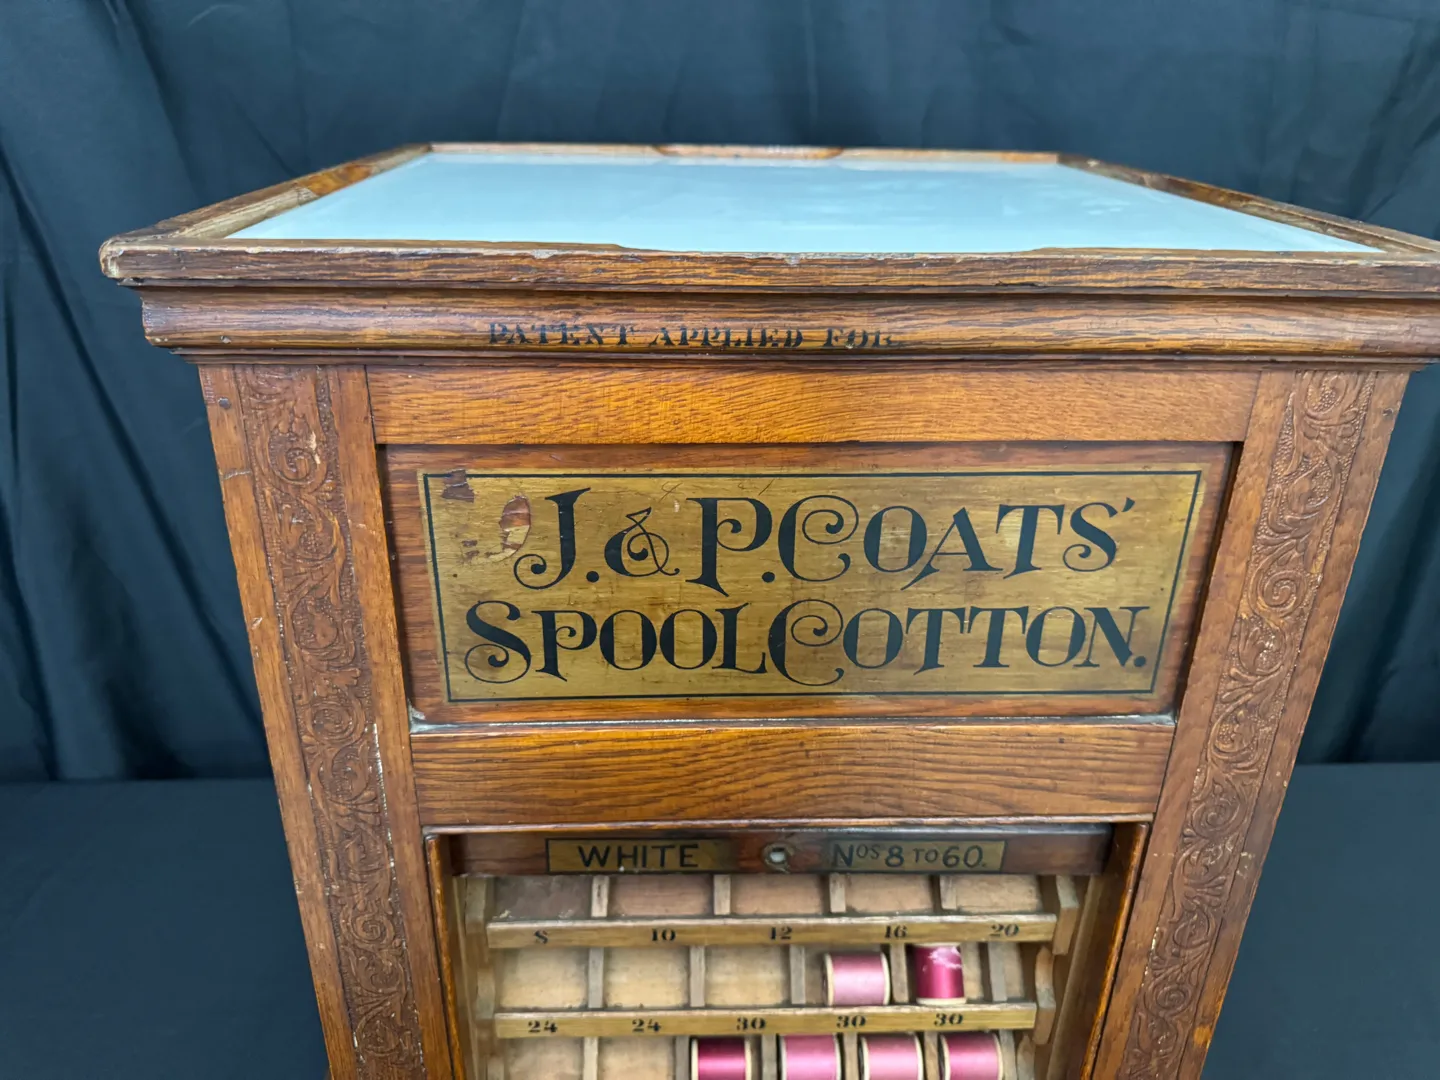 PATENT APPLIED FOR
J. & P. COATS'
SPOOL COTTON.
WHITE NOS 8 TO 60.
8 10 12 16 20
24 24 30 30 30